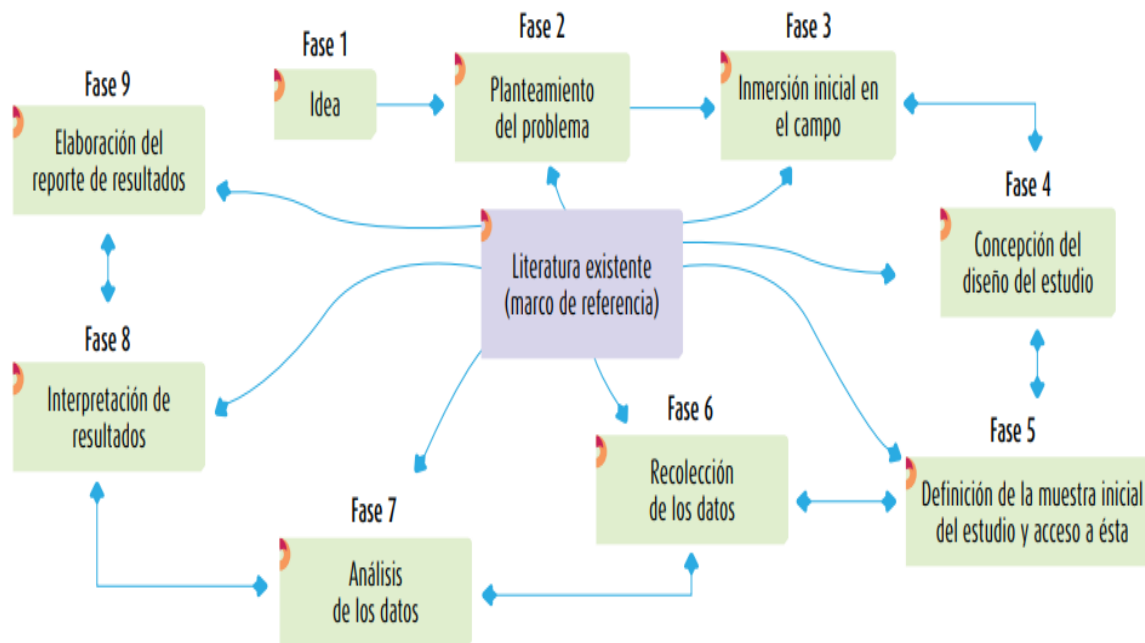 Fase 1
Idea
Fase 2
Planteamiento
del problema
Fase 3
Inmersión inicial en
el campo
Fase 4
Concepción del
diseño del estudio
Fase 5
Definición de la muestra inicial
del estudio y acceso a ésta
Fase 6
Recolección
de los datos
Fase 7
Análisis
de los datos
Fase 8
Interpretación de
resultados
Fase 9
Elaboración del
reporte de resultados
Literatura existente
(marco de referencia)